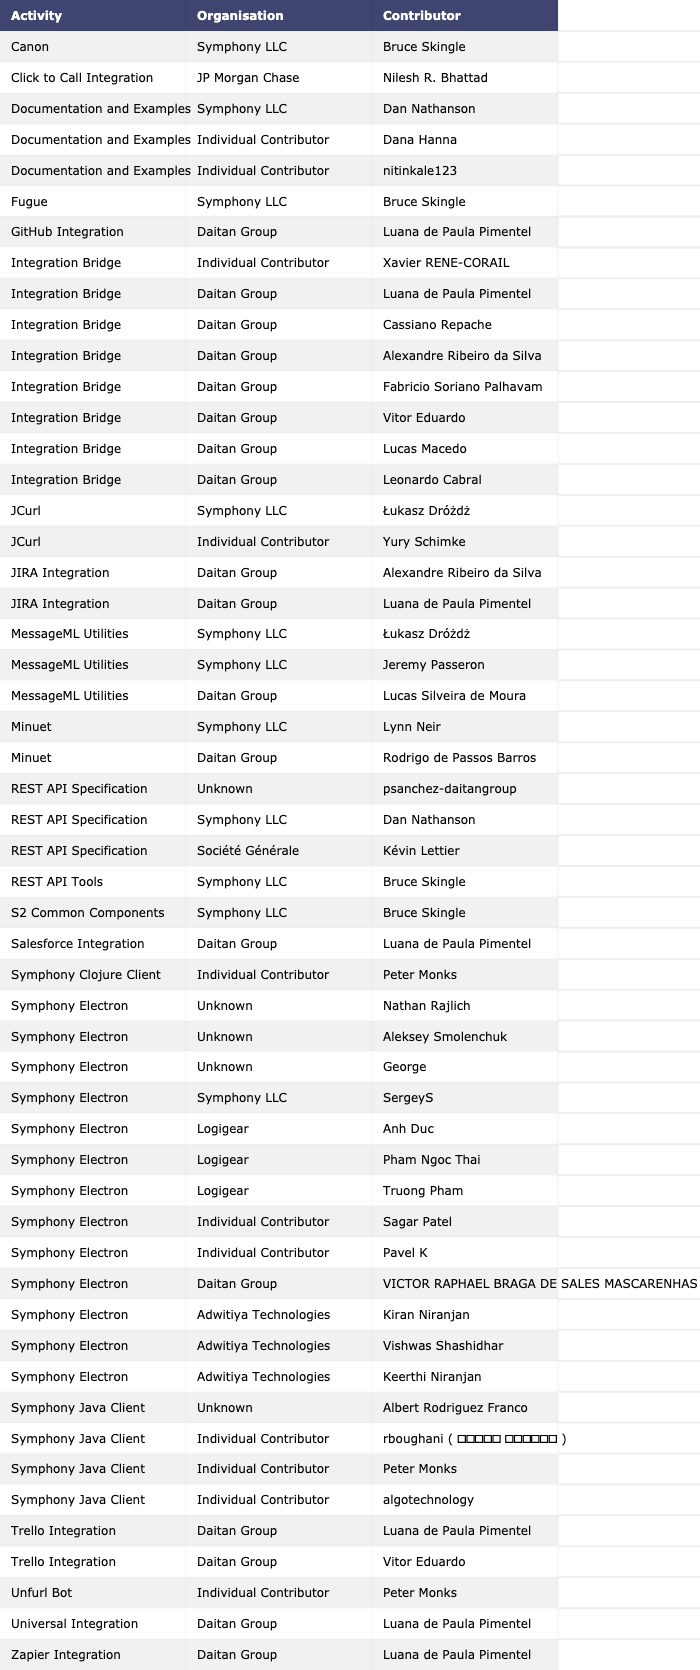 Activity Organisation Contributor
Canon Symphony LLC Bruce Skingle
Click to Call Integration JP Morgan Chase Nilesh R. Bhattad
Documentation and Examples Symphony LLC Dan Nathanson
Documentation and Examples Individual Contributor Dana Hanna
Documentation and Examples Individual Contributor nitinkale123
Fugue Symphony LLC Bruce Skingle
GitHub Integration Daitan Group Luana de Paula Pimentel
Integration Bridge Individual Contributor Xavier RENE-CORAIL
Integration Bridge Daitan Group Luana de Paula Pimentel
Integration Bridge Daitan Group Cassiano Repache
Integration Bridge Daitan Group Alexandre Ribeiro da Silva
Integration Bridge Daitan Group Fabricio Soriano Palhavam
Integration Bridge Daitan Group Vitor Eduardo
Integration Bridge Daitan Group Lucas Macedo
Integration Bridge Daitan Group Leonardo Cabral
JCurl Symphony LLC Łukasz Dróżdż
JCurl Individual Contributor Yury Schimke
JIRA Integration Daitan Group Alexandre Ribeiro da Silva
JIRA Integration Daitan Group Luana de Paula Pimentel
MessageML Utilities Symphony LLC Łukasz Dróżdż
MessageML Utilities Symphony LLC Jeremy Passeron
MessageML Utilities Daitan Group Lucas Silveira de Moura
Minuet Symphony LLC Lynn Neir
Minuet Daitan Group Rodrigo de Passos Barros
REST API Specification Unknown psanchez-daitangroup
REST API Specification Symphony LLC Dan Nathanson
REST API Specification Société Générale Kévin Lettier
REST API Tools Symphony LLC Bruce Skingle
S2 Common Components Symphony LLC Bruce Skingle
Salesforce Integration Daitan Group Luana de Paula Pimentel
Symphony Clojure Client Individual Contributor Peter Monks
Symphony Electron Unknown Nathan Rajlich
Symphony Electron Unknown Aleksey Smolenchuk
Symphony Electron Unknown George
Symphony Electron Symphony LLC SergeyS
Symphony Electron Logigear Anh Duc
Symphony Electron Logigear Pham Ngoc Thai
Symphony Electron Logigear Truong Pham
Symphony Electron Individual Contributor Sagar Patel
Symphony Electron Individual Contributor Pavel K
Symphony Electron Daitan Group VICTOR RAPHAEL BRAGA DE SALES MASCARENHAS
Symphony Electron Adwitiya Technologies Kiran Niranjan
Symphony Electron Adwitiya Technologies Vishwas Shashidhar
Symphony Electron Adwitiya Technologies Keerthi Niranjan
Symphony Java Client Unknown Albert Rodriguez Franco
Symphony Java Client Individual Contributor rboughani ( □□□□□ □□□□□□ )
Symphony Java Client Individual Contributor Peter Monks
Symphony Java Client Individual Contributor algotechnology
Trello Integration Daitan Group Luana de Paula Pimentel
Trello Integration Daitan Group Vitor Eduardo
Unfurl Bot Individual Contributor Peter Monks
Universal Integration Daitan Group Luana de Paula Pimentel
Zapier Integration Daitan Group Luana de Paula Pimentel